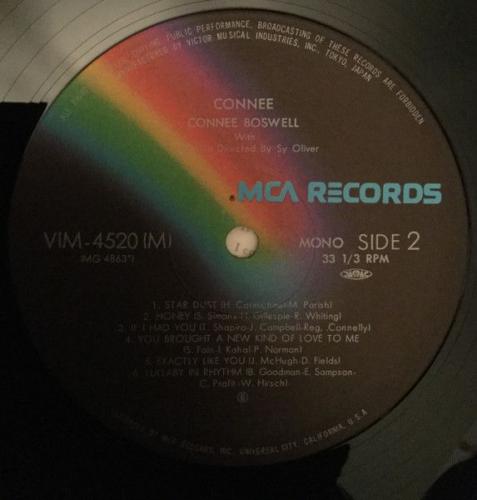 PUBLIC PERFORMANCE, BROADCASTING OF THESE RECORDS ARE FORBIDDEN
BY VICTOR MUSICAL INDUSTRIES, INC., TOKYO, JAPAN
CONNEE
CONNEE BOSWELL
With
Directed By Sy Oliver
MCA RECORDS
VIM-4520 (M)
(MG 4863*)
MONO SIDE 2
33 1/3 RPM
1. STAR DUST (H. Carmichael-M. Parish)
2. HONEY (S. Simons-H. Gillespie-R. Whiting)
3. IF I HAD YOU (T. Shapiro-J. Campbell-Reg. Connelly)
4. YOU BROUGHT A NEW KIND OF LOVE TO ME
(S. Fain-I. Kahal-P. Norman)
5. EXACTLY LIKE YOU (J. McHugh-D. Fields)
6. LULLABY IN RHYTHM (B. Goodman-E. Sampson-
C. Profit-W. Hirsch)
RECORDS, INC. UNIVERSAL CITY, CALIFORNIA, U.S.A